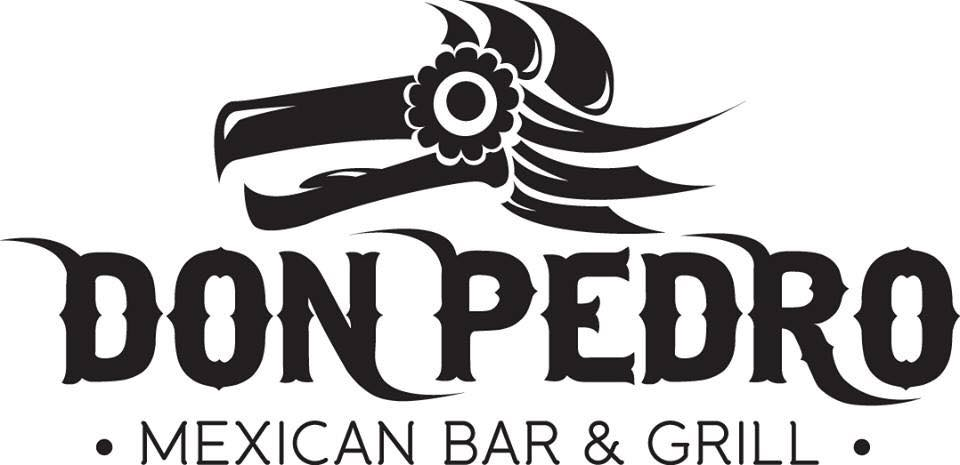 DON PEDRO
• MEXICAN BAR & GRILL •